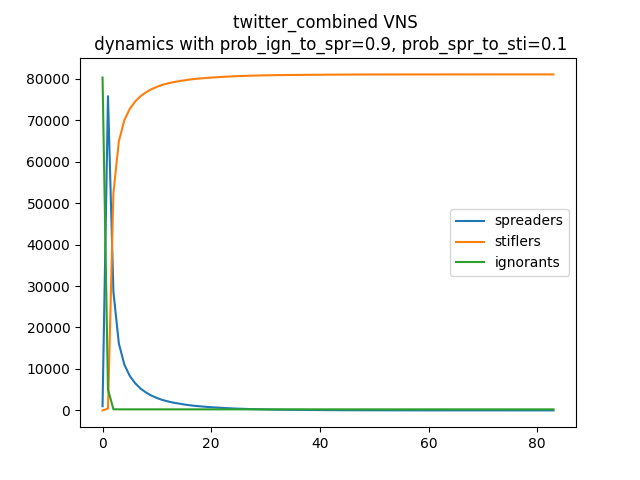 twitter_combined VNS
dynamics with prob_ign_to_spr=0.9, prob_spr_to_sti=0.1
80000
70000
60000
50000
40000
30000
20000
10000
0
spreaders
stiflers
ignorants
0 20 40 60 80